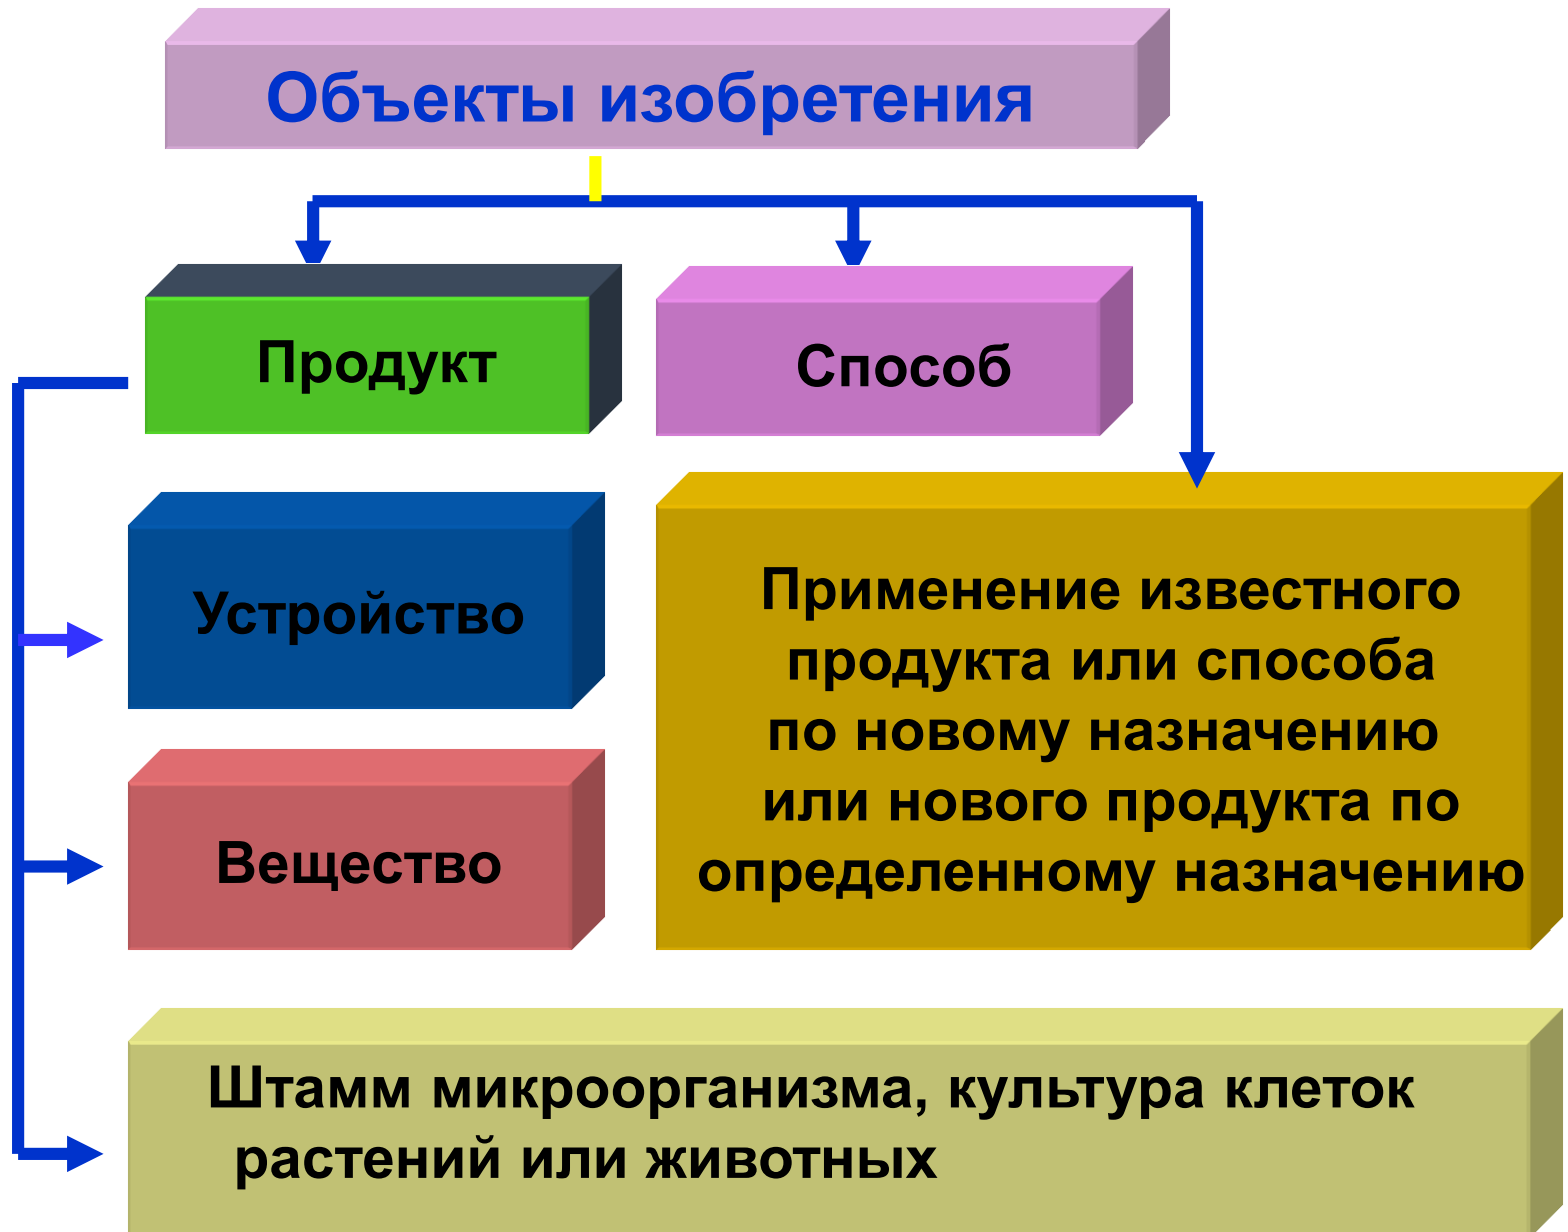 Объекты изобретения
Продукт
Способ
Устройство
Применение известного
продукта или способа
по новому назначению
или нового продукта по
определенному назначению
Вещество
Штамм микроорганизма, культура клеток
растений или животных